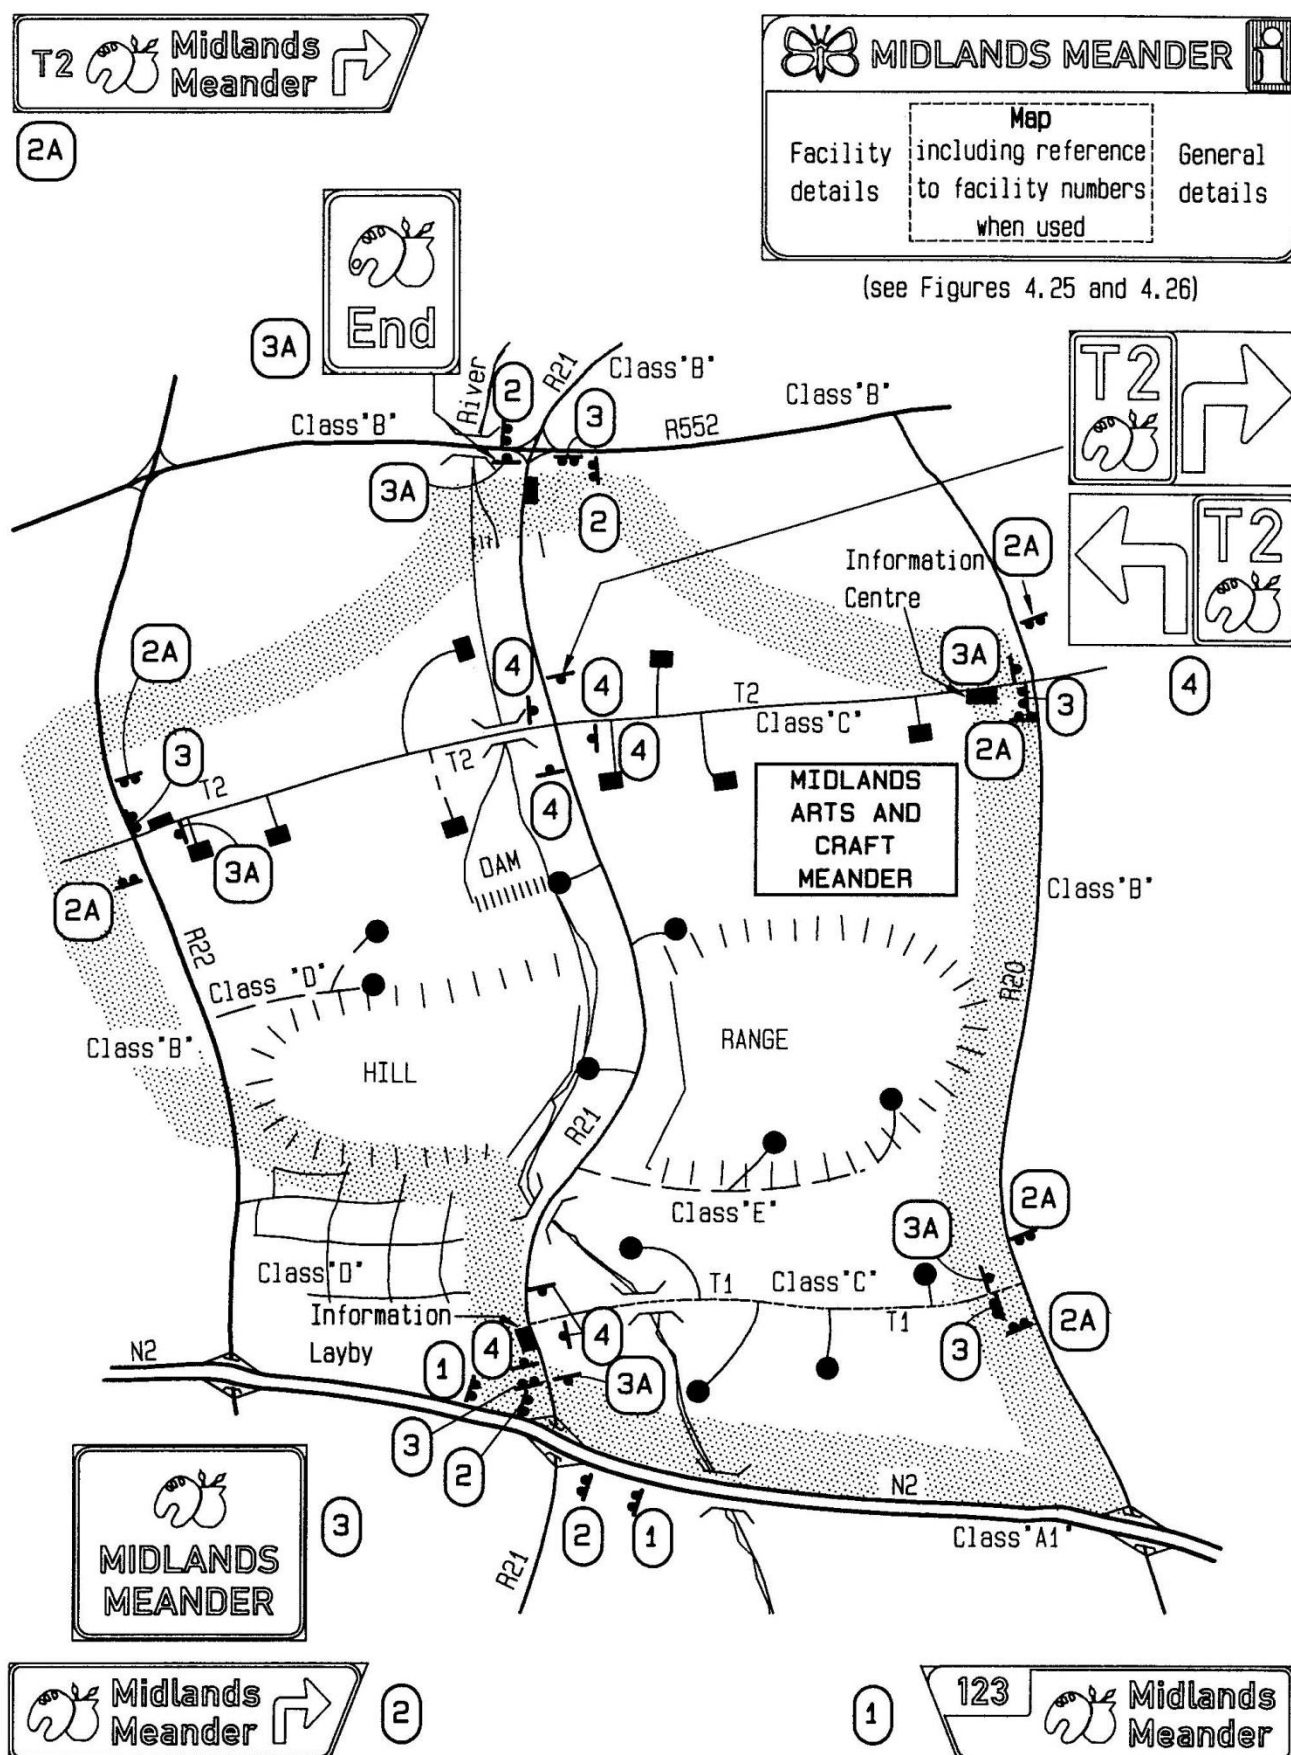 T2 Midlands
Meander
2A
MIDLANDS MEANDER i
Facility
details
Map
including reference
to facility numbers
when used
General
details
(see Figures 4.25 and 4.26)
End
3A
River
2
R21
Class"B"
3
Class"B"
R552
Class"B"
3A
2
T2
T2
4
2A
Information
Centre
2A
3A
3
2A
4
4
4
4
T2
Class"C"
T2
3
T2
3A
2A
MIDLANDS
ARTS AND
CRAFT
MEANDER
DAM
Class"B"
R22
R20
Class "D"
Class"B"
HILL
RANGE
R21
Class"E"
2A
3A
Class"D"
T1
Class"C"
T1
2A
3
Information
Layby
4
4
3A
1
N2
3
2
N2
Class"A1"
2
1
R21
MIDLANDS
MEANDER
3
Midlands
Meander
2
1
123 Midlands
Meander